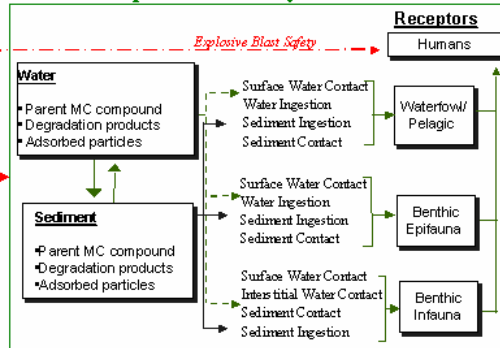 Receptors
Explosive Blast Safety
Humans
Water
▪Parent MC compound
▪Degradation products
▪Adsorbed particles
Surface Water Contact
Water Ingestion
Sediment Ingestion
Sediment Contact
Waterfowl/
Pelagic
Sediment
•Parent MC compound
•Degradation products
•Adsorbed particles
Surface Water Contact
Water Ingestion
Sediment Ingestion
Sediment Contact
Benthic
Epifauna
Surface Water Contact
Interstitial Water Contact
Sediment Contact
Sediment Ingestion
Benthic
Infauna